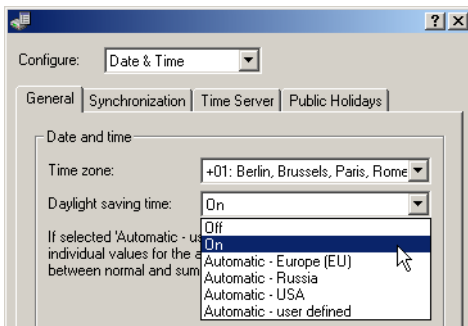 Configure: Date & Time
General Synchronization Time Server Public Holidays
Date and time
Time zone: +01: Berlin, Brussels, Paris, Rome
Daylight saving time: On
Off
On
Automatic - Europe (EU)
Automatic - Russia
Automatic - USA
Automatic - user defined
If selected 'Automatic - us
individual values for the a
between normal and sum